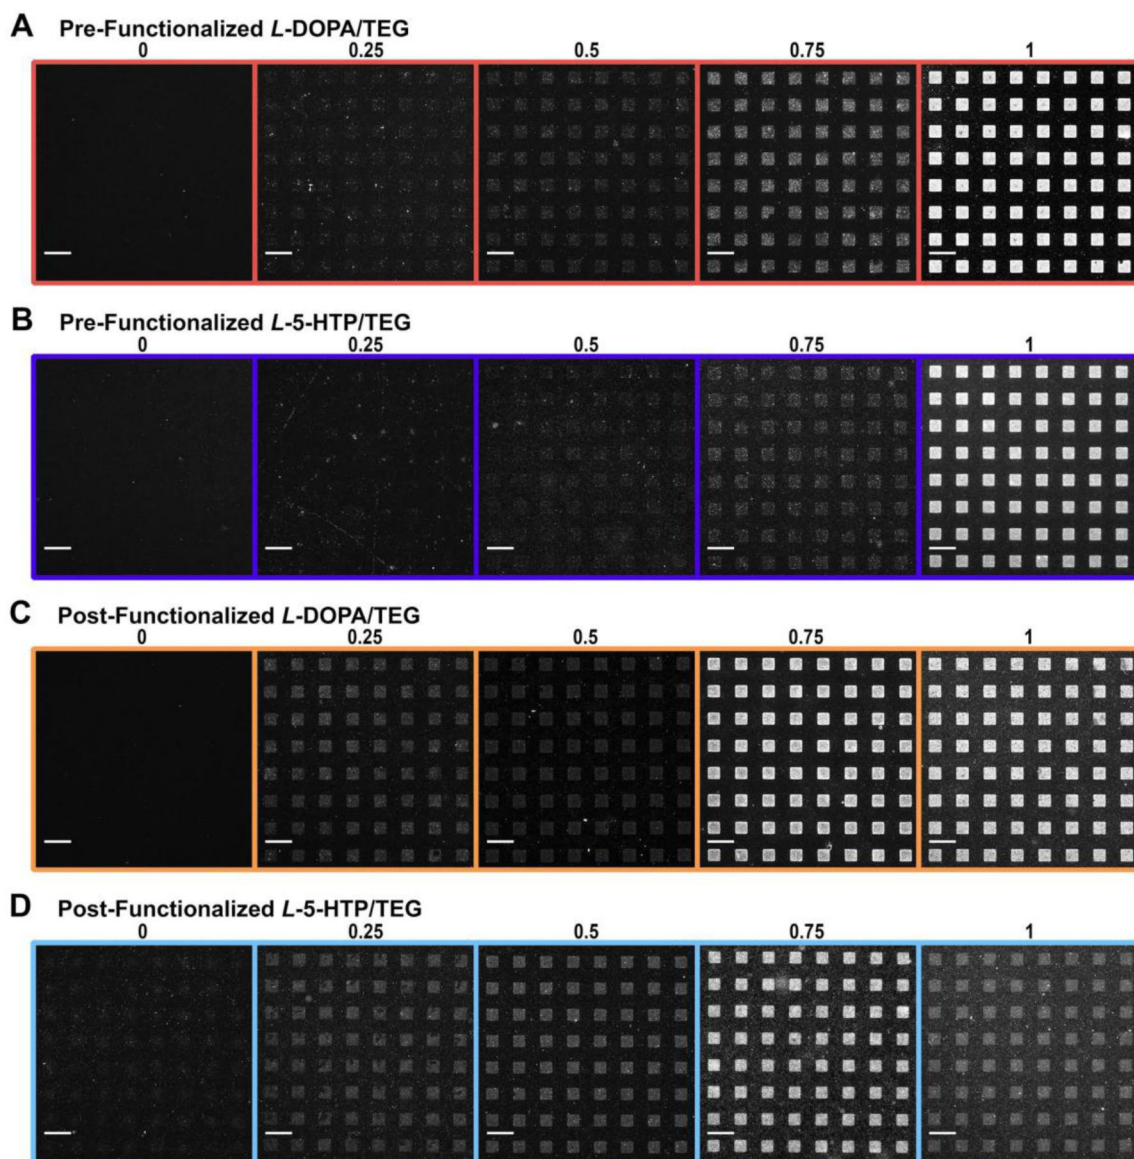 A Pre-Functionalized L-DOPA/TEG
0 0.25 0.5 0.75 1
B Pre-Functionalized L-5-HTP/TEG
0 0.25 0.5 0.75 1
C Post-Functionalized L-DOPA/TEG
0 0.25 0.5 0.75 1
D Post-Functionalized L-5-HTP/TEG
0 0.25 0.5 0.75 1